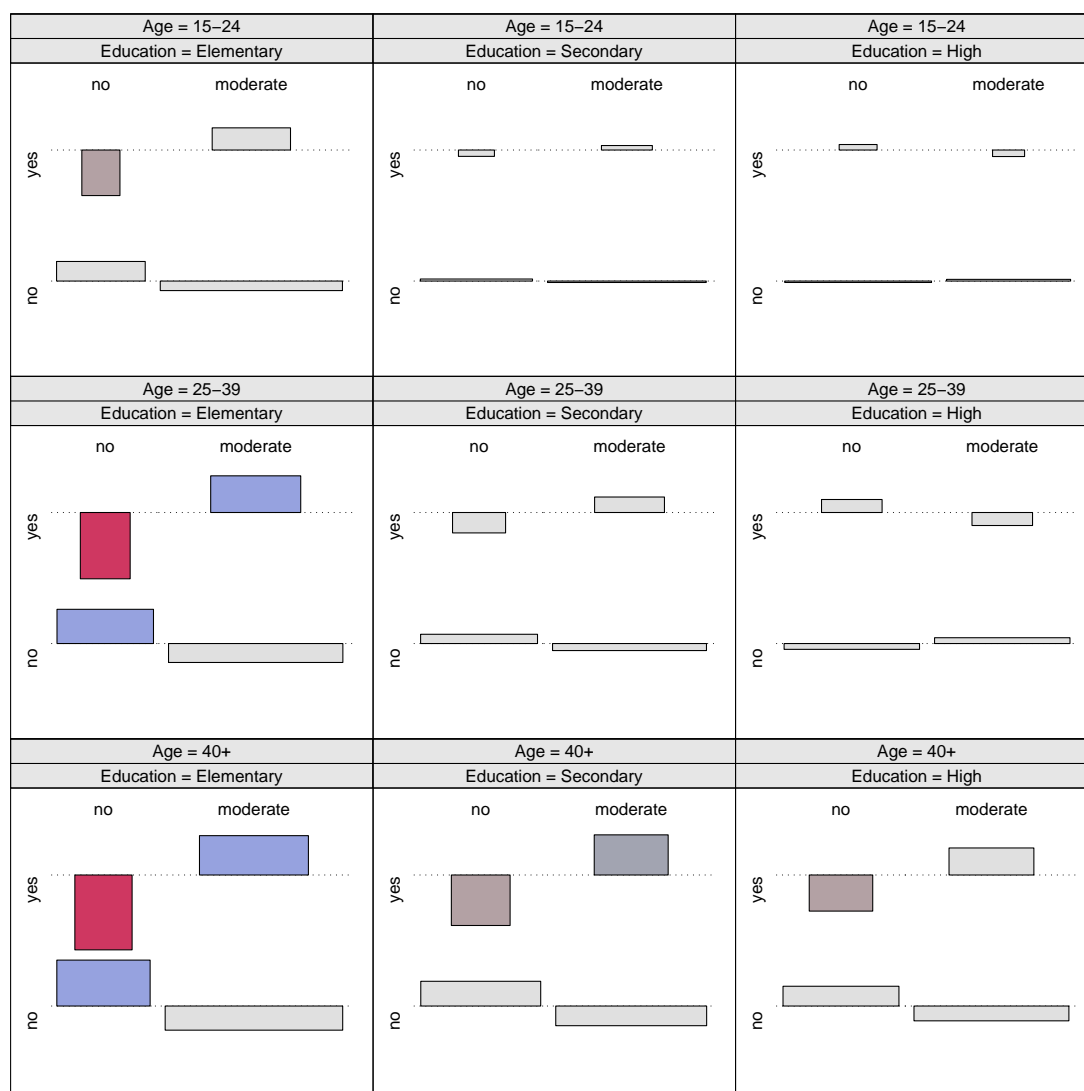 Age = 15−24
Education = Elementary
no moderate
yes
no
Age = 15−24
Education = Secondary
no moderate
yes
no
Age = 15−24
Education = High
no moderate
yes
no
Age = 25−39
Education = Elementary
no moderate
yes
no
Age = 25−39
Education = Secondary
no moderate
yes
no
Age = 25−39
Education = High
no moderate
yes
no
Age = 40+
Education = Elementary
no moderate
yes
no
Age = 40+
Education = Secondary
no moderate
yes
no
Age = 40+
Education = High
no moderate
yes
no